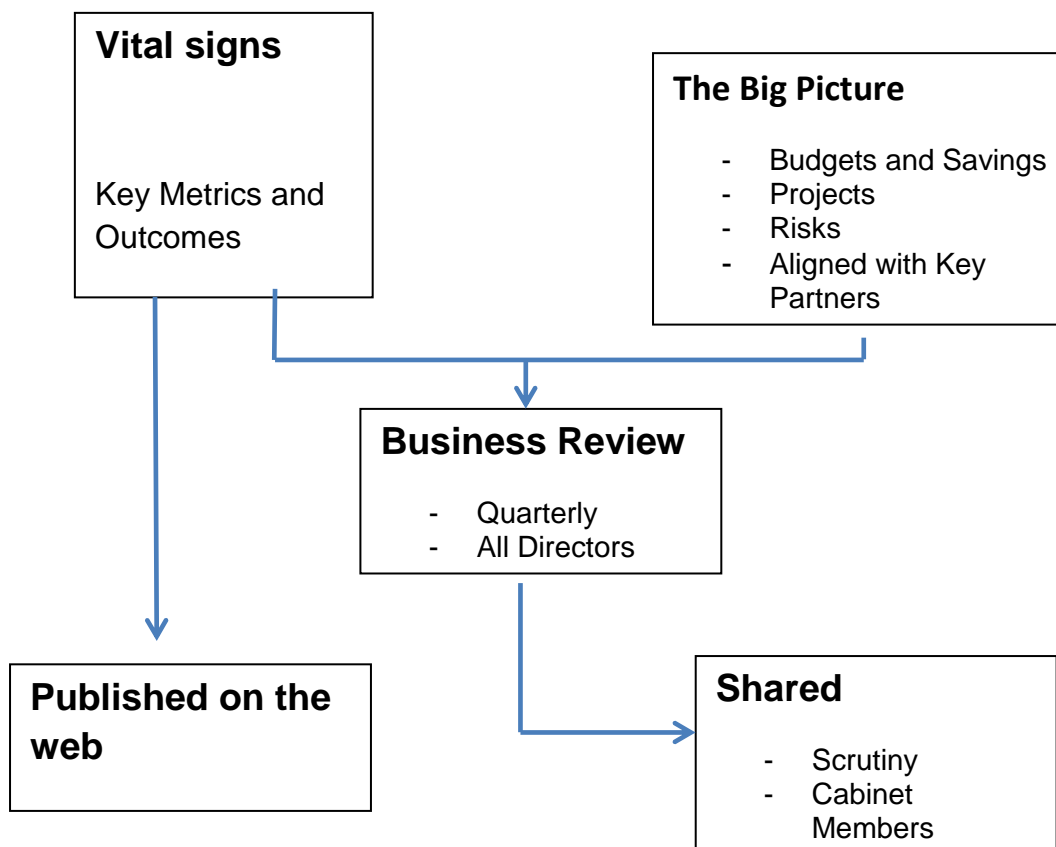 Vital signs
Key Metrics and
Outcomes
The Big Picture
- Budgets and Savings
- Projects
- Risks
- Aligned with Key
Partners
Business Review
- Quarterly
- All Directors
Published on the
web
Shared
- Scrutiny
- Cabinet
Members